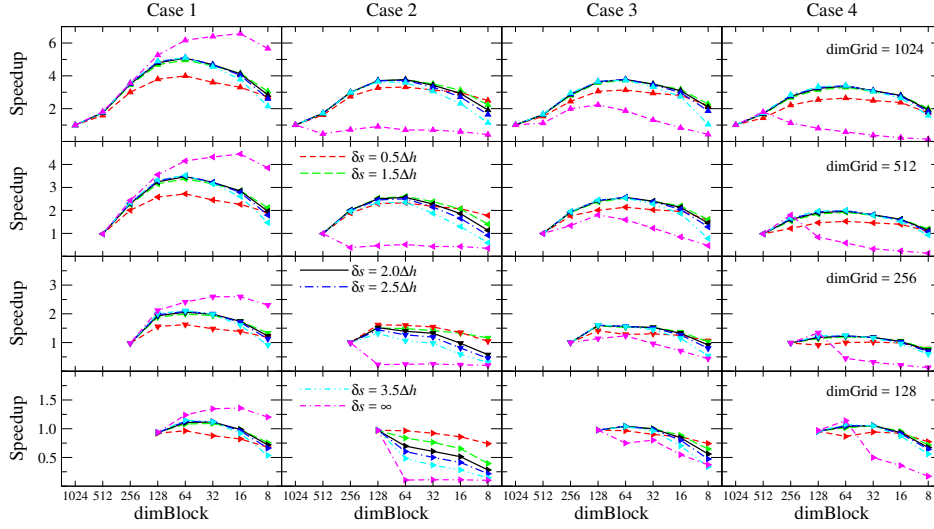 Case 1 Case 2 Case 3 Case 4
Speedup 6 4 2 dimGrid = 1024
Speedup 4 3 2 1 δs = 0.5Δh δs = 1.5Δh dimGrid = 512
Speedup 3 2 1 δs = 2.0Δh δs = 2.5Δh dimGrid = 256
Speedup 1.5 1.0 0.5 δs = 3.5Δh δs = ∞ dimGrid = 128
1024 512 256 128 64 32 16 8 1024 512 256 128 64 32 16 8 1024 512 256 128 64 32 16 8 1024 512 256 128 64 32 16 8
dimBlock dimBlock dimBlock dimBlock